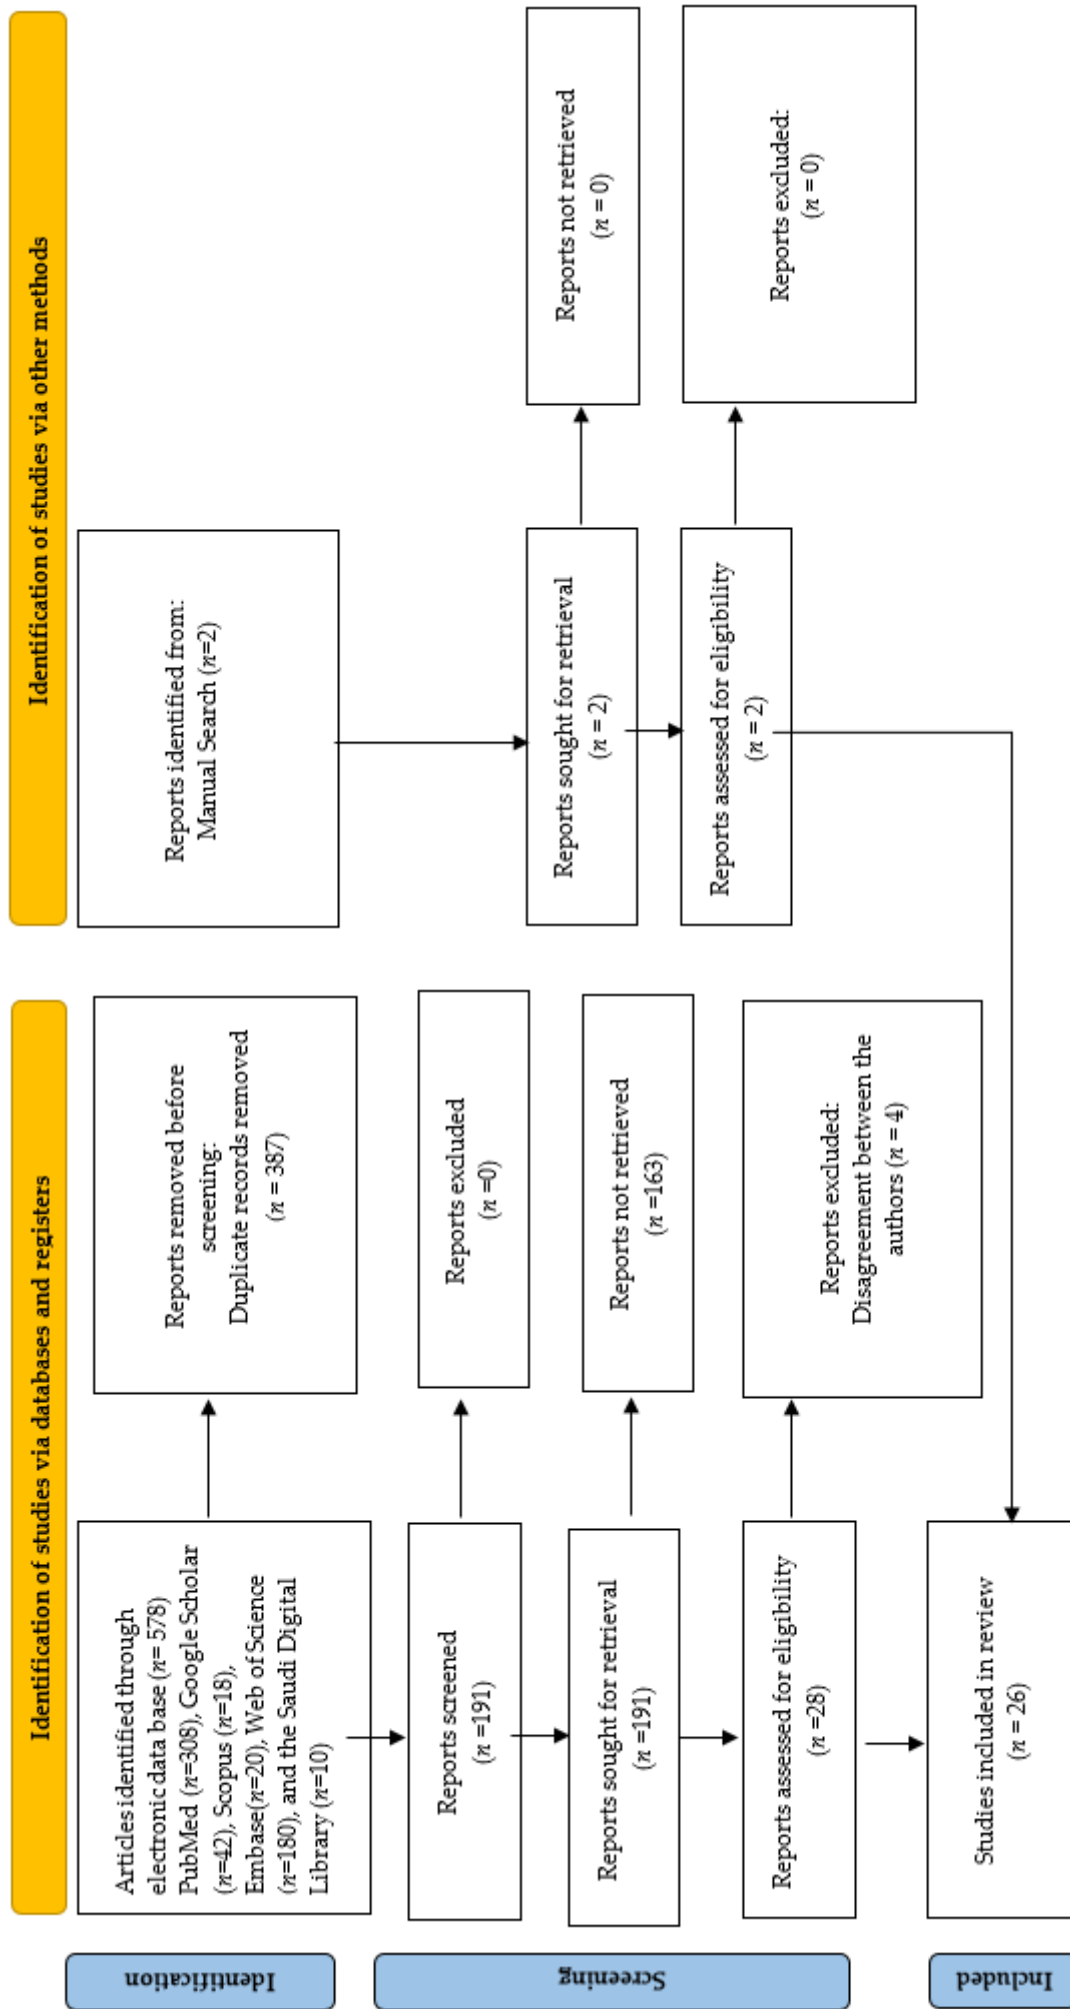 Identification of studies via databases and registers
Identification of studies via other methods
Identification
Articles identified through
electronic data base (n= 578)
PubMed (n=308), Google Scholar
(n=42), Scopus (n=18),
Embase(n=20), Web of Science
(n=180), and the Saudi Digital
Library (n=10)
Reports removed before
screening:
Duplicate records removed
(n = 387)
Reports identified from:
Manual Search (n=2)
Screening
Reports screened
(n =191)
Reports excluded
(n =0)
Reports sought for retrieval
(n =191)
Reports not retrieved
(n =163)
Reports sought for retrieval
(n = 2)
Reports not retrieved
(n = 0)
Reports assessed for eligibility
(n =28)
Reports excluded:
Disagreement between the
authors (n = 4)
Reports assessed for eligibility
(n = 2)
Reports excluded:
(n = 0)
Included
Studies included in review
(n = 26)